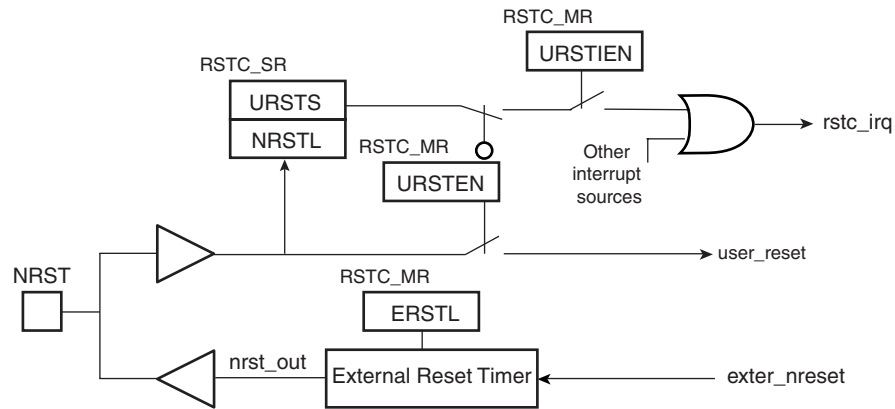 RSTC_MR
URSTIEN
RSTC_SR
URSTS
NRSTL
rstc_irq
RSTC_MR
URSTEN
Other
interrupt
sources
NRST
user_reset
RSTC_MR
ERSTL
nrst_out
External Reset Timer
exter_nreset